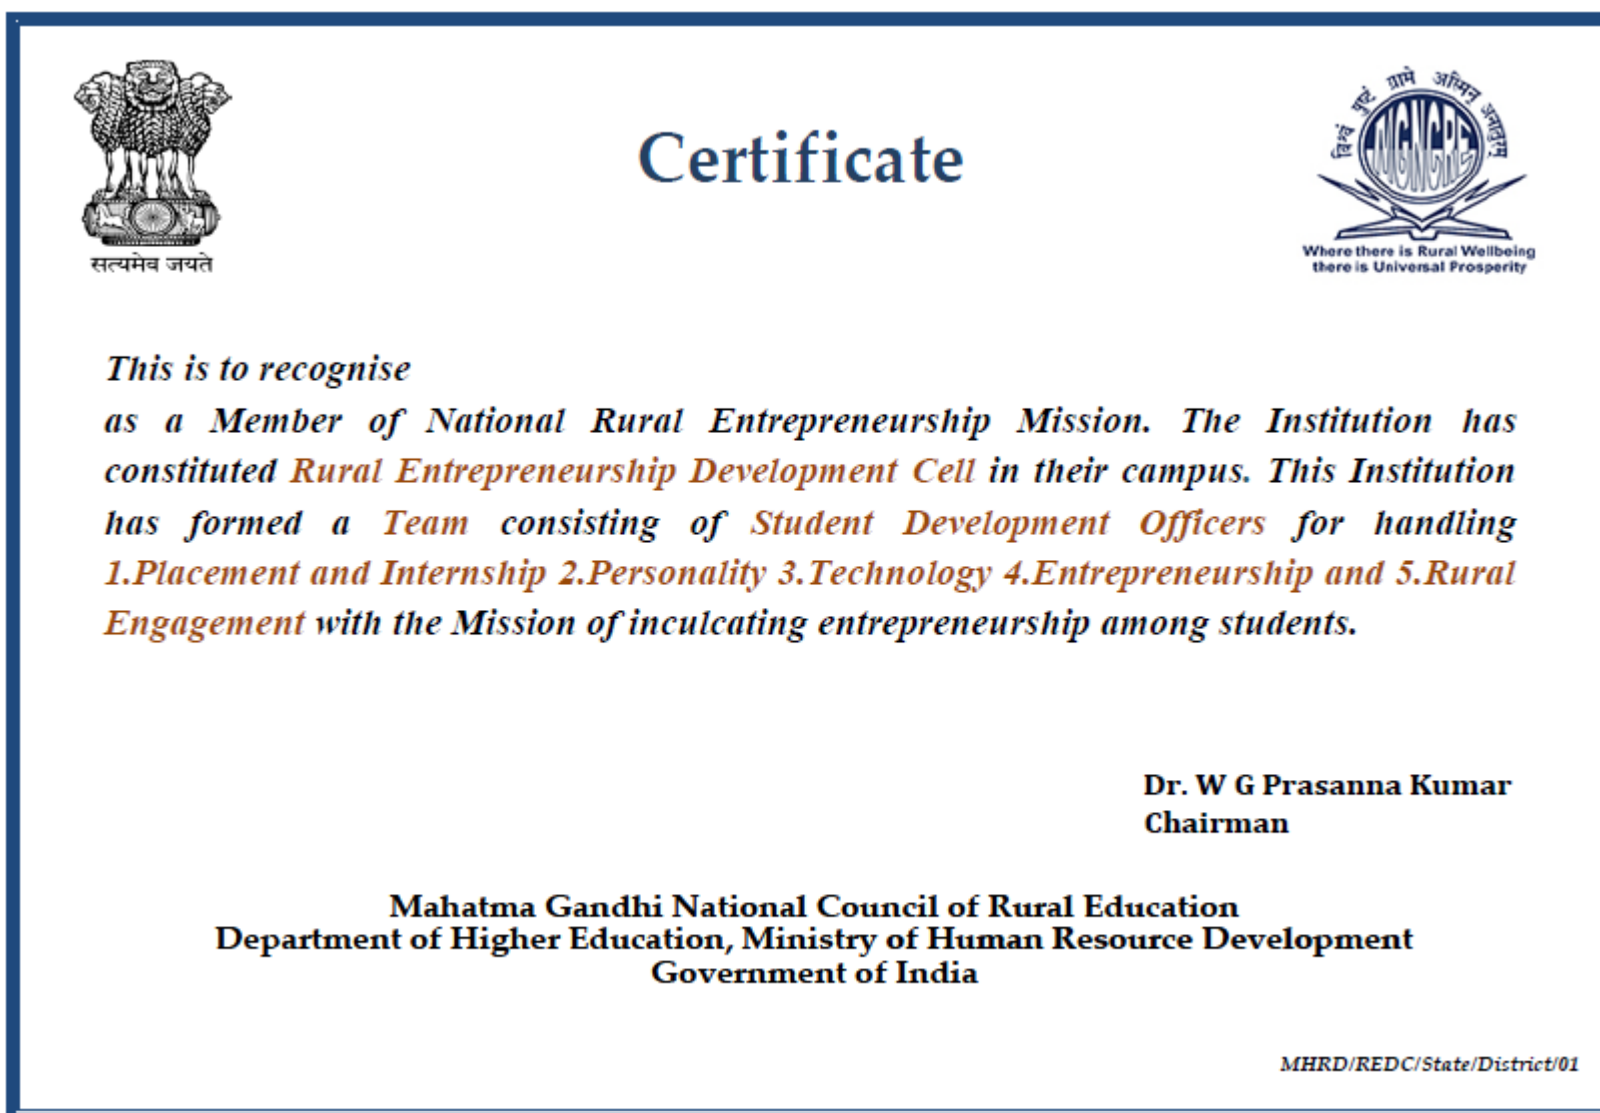 Certificate
सत्यमेव जयते
विश्वं पुष्टं ग्रामे अस्मिन् अनातुरम्
MGNCRE
Where there is Rural Wellbeing
there is Universal Prosperity
This is to recognise
as a Member of National Rural Entrepreneurship Mission. The Institution has
constituted Rural Entrepreneurship Development Cell in their campus. This Institution
has formed a Team consisting of Student Development Officers for handling
1.Placement and Internship 2.Personality 3.Technology 4.Entrepreneurship and 5.Rural
Engagement with the Mission of inculcating entrepreneurship among students.
Dr. W G Prasanna Kumar
Chairman
Mahatma Gandhi National Council of Rural Education
Department of Higher Education, Ministry of Human Resource Development
Government of India
MHRD/REDC/State/District/01